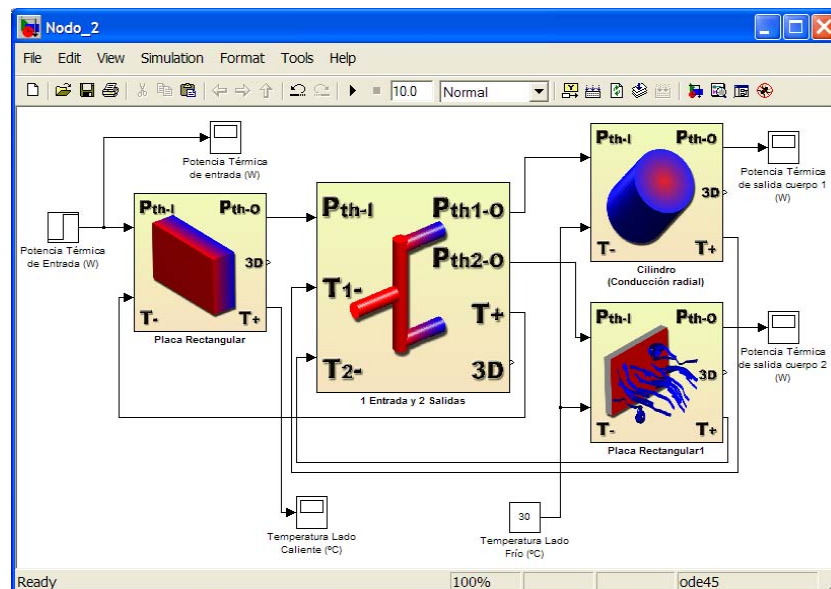 Nodo_2
File Edit View Simulation Format Tools Help
10.0 Normal
Potencia Térmica
de entrada (W)
Potencia Térmica
de Entrada (W)
Pth-I Pth-O
3D
T- T+
Placa Rectangular
Pth-I Pth1-O
Pth2-O
T1-
T+
T2- 3D
1 Entrada y 2 Salidas
Pth-I Pth-O
3D
T- T+
Cilindro
(Conducción radial)
Potencia Térmica
de salida cuerpo 1
(W)
Pth-I Pth-O
3D
T- T+
Placa Rectangular1
Potencia Térmica
de salida cuerpo 2
(W)
Temperatura Lado
Caliente (ºC)
30
Temperatura Lado
Frío (ºC)
Ready 100% ode45